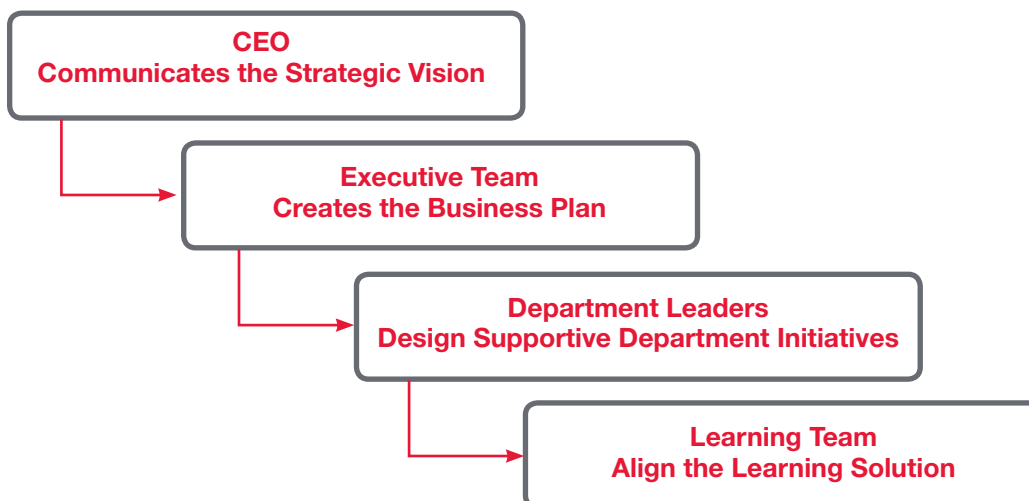 CEO
Communicates the Strategic Vision
Executive Team
Creates the Business Plan
Department Leaders
Design Supportive Department Initiatives
Learning Team
Align the Learning Solution